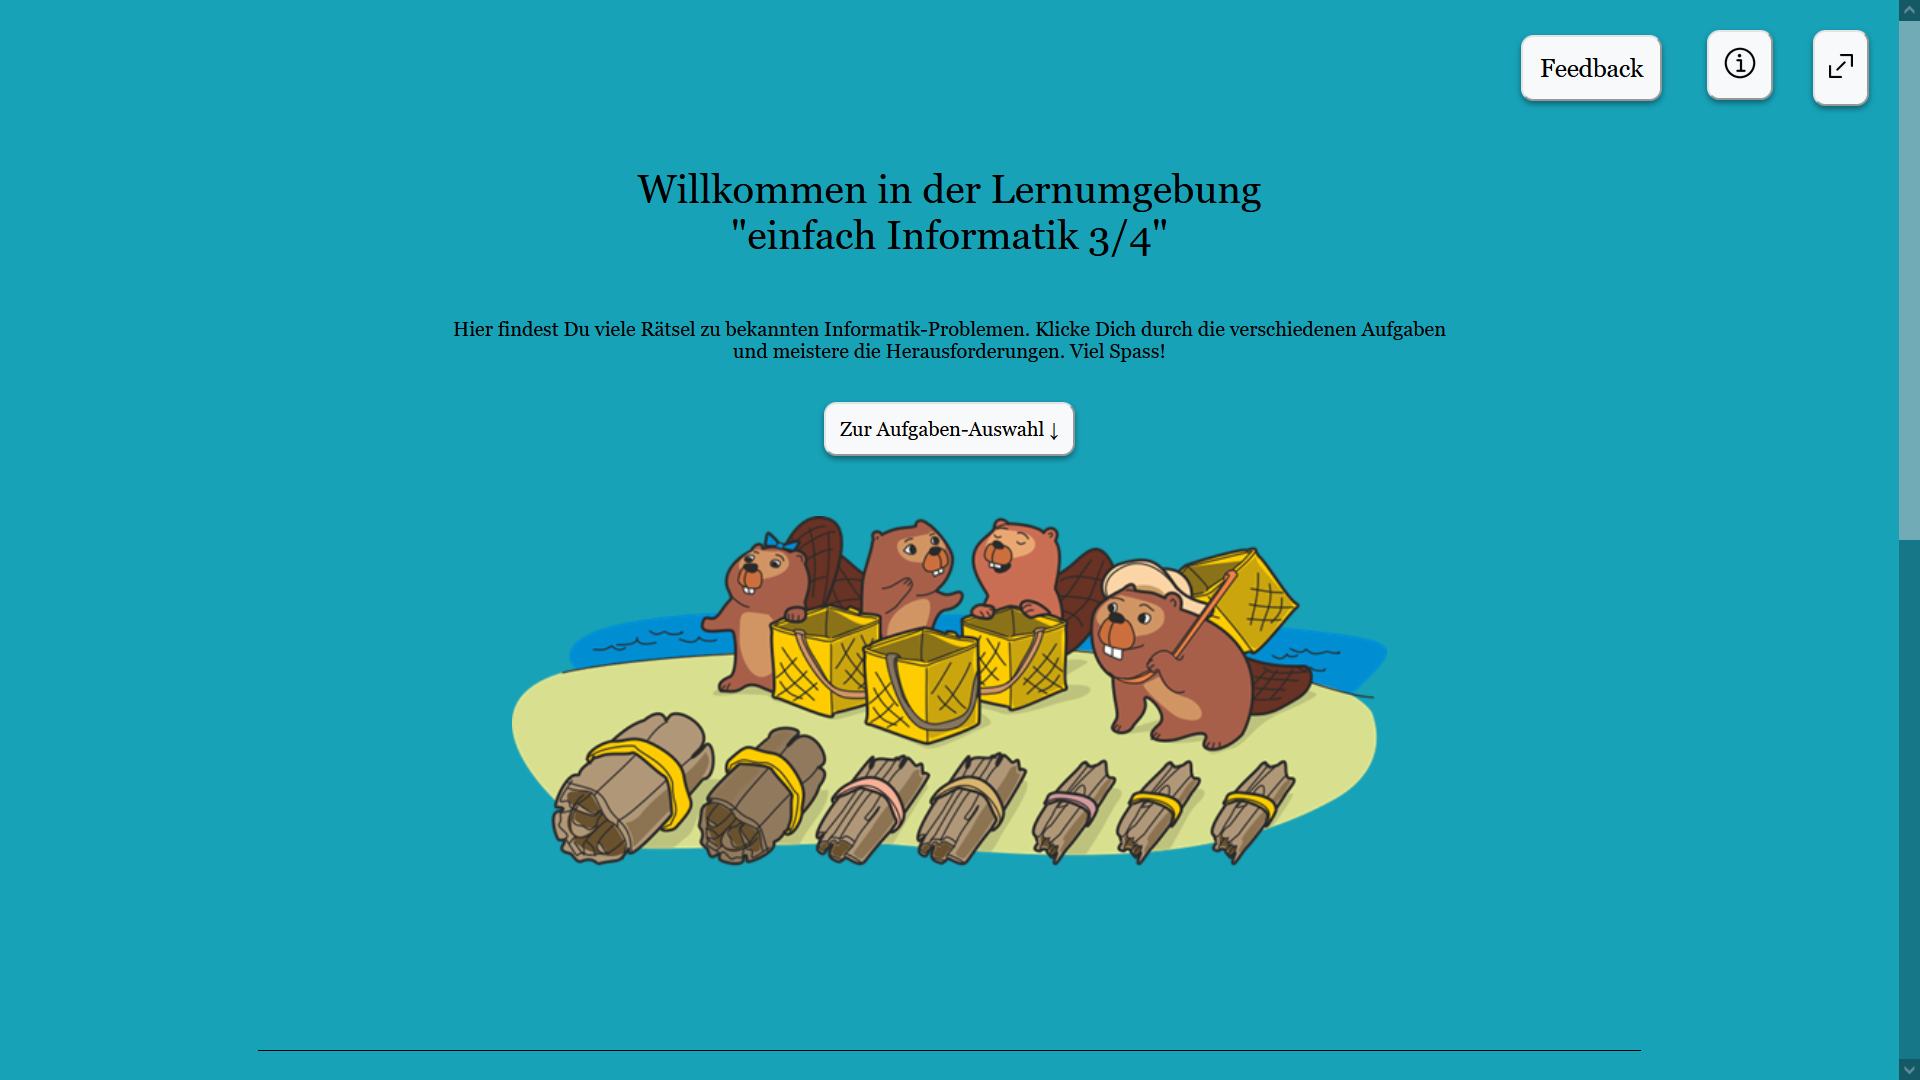 Feedback
Willkommen in der Lernumgebung
"einfach Informatik 3/4"
Hier findest Du viele Rätsel zu bekannten Informatik-Problemen. Klicke Dich durch die verschiedenen Aufgaben
und meistere die Herausforderungen. Viel Spass!
Zur Aufgaben-Auswahl ↓